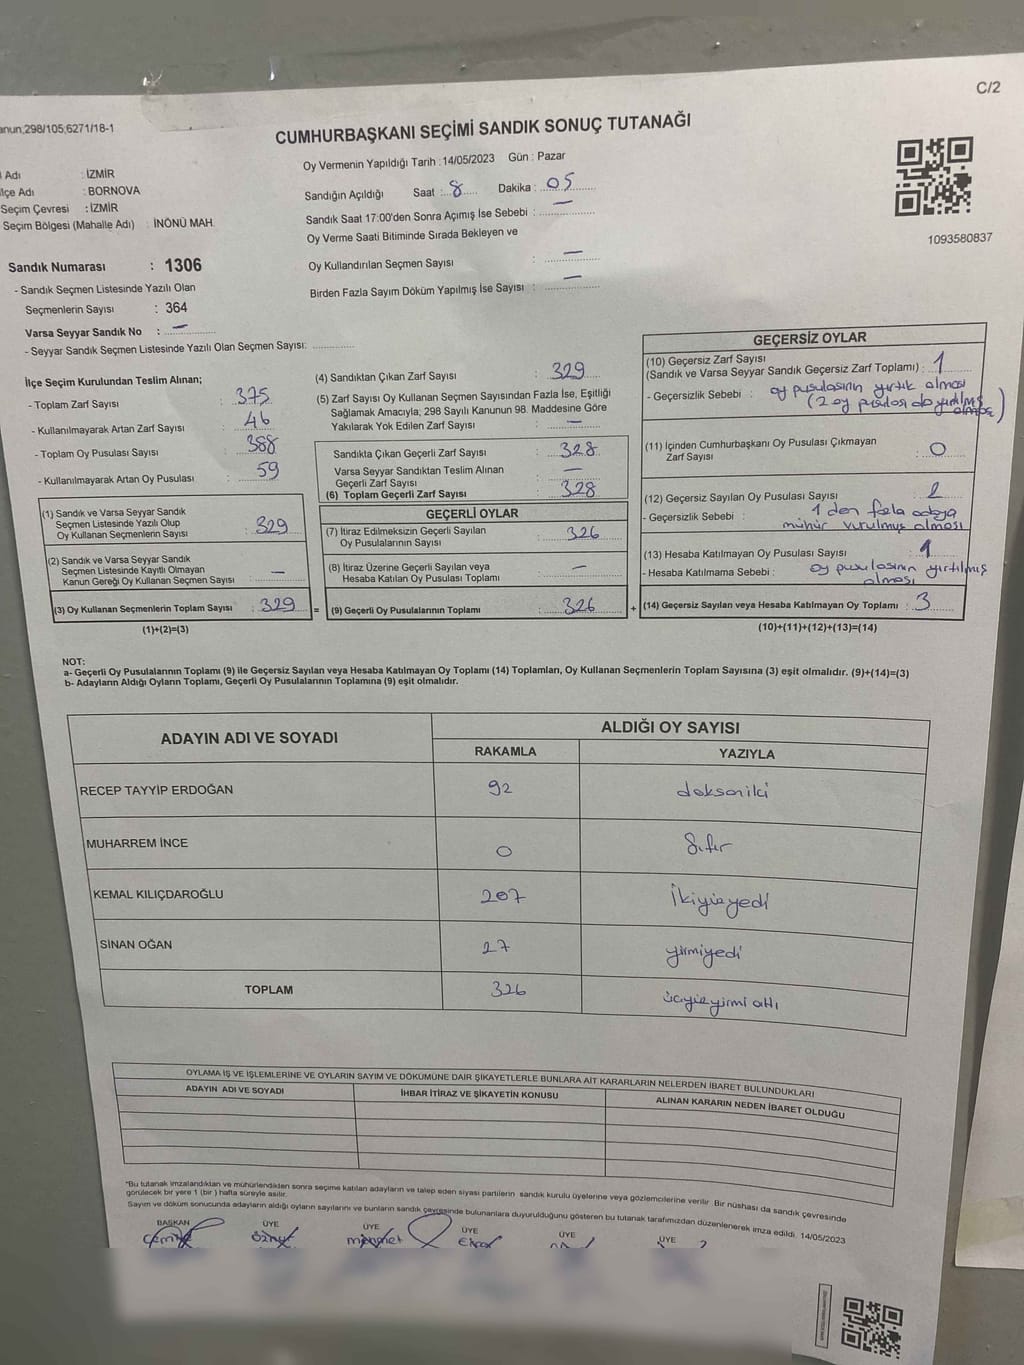 C/2
anun;298/105;6271/18-1
CUMHURBAŞKANI SEÇİMİ SANDIK SONUÇ TUTANAĞI
Adı : İZMİR
lçe Adı : BORNOVA
Seçim Çevresi : İZMİR
Seçim Bölgesi (Mahalle Adı) : İNÖNÜ MAH.
Sandık Numarası : 1306
- Sandık Seçmen Listesinde Yazılı Olan
Seçmenlerin Sayısı : 364
Varsa Seyyar Sandık No : —
- Seyyar Sandık Seçmen Listesinde Yazılı Olan Seçmen Sayısı:
Oy Vermenin Yapıldığı Tarih : 14/05/2023 Gün : Pazar
Sandığın Açıldığı Saat : 8 Dakika : 05
Sandık Saat 17:00'den Sonra Açımış İse Sebebi : —
Oy Verme Saati Bitiminde Sırada Bekleyen ve
Oy Kullandırılan Seçmen Sayısı : —
Birden Fazla Sayım Döküm Yapılmış İse Sayısı : —
1093580837
İlçe Seçim Kurulundan Teslim Alınan;
- Toplam Zarf Sayısı : 375
- Kullanılmayarak Artan Zarf Sayısı : 46
- Toplam Oy Pusulası Sayısı : 388
- Kullanılmayarak Artan Oy Pusulası : 59
(1) Sandık ve Varsa Seyyar Sandık
Seçmen Listesinde Yazılı Olup
Oy Kullanan Seçmenlerin Sayısı : 329
(2) Sandık ve Varsa Seyyar Sandık
Seçmen Listesinde Kayıtlı Olmayan
Kanun Gereği Oy Kullanan Seçmen Sayısı : —
(3) Oy Kullanan Seçmenlerin Toplam Sayısı : 329 =
(1)+(2)=(3)
(4) Sandıktan Çıkan Zarf Sayısı : 329
(5) Zarf Sayısı Oy Kullanan Seçmen Sayısından Fazla İse, Eşitliği
Sağlamak Amacıyla, 298 Sayılı Kanunun 98. Maddesine Göre
Yakılarak Yok Edilen Zarf Sayısı : —
Sandıkta Çıkan Geçerli Zarf Sayısı : 328
Varsa Seyyar Sandıktan Teslim Alınan
Geçerli Zarf Sayısı : —
(6) Toplam Geçerli Zarf Sayısı : 328
GEÇERLİ OYLAR
(7) İtiraz Edilmeksizin Geçerli Sayılan
Oy Pusulalarının Sayısı : 326
(8) İtiraz Üzerine Geçerli Sayılan veya
Hesaba Katılan Oy Pusulası Toplamı : —
(9) Geçerli Oy Pusulalarının Toplamı : 326 +
GEÇERSİZ OYLAR
(10) Geçersiz Zarf Sayısı
(Sandık ve Varsa Seyyar Sandık Geçersiz Zarf Toplamı) : 1
- Geçersizlik Sebebi : oy pusulasının yırtık olması
(2 oy pusulası da yırtılmış
olması)
(11) İçinden Cumhurbaşkanı Oy Pusulası Çıkmayan
Zarf Sayısı : 0
(12) Geçersiz Sayılan Oy Pusulası Sayısı
- Geçersizlik Sebebi : 1 den fazla adaya
mühür vurulmuş olması
(13) Hesaba Katılmayan Oy Pusulası Sayısı : 1
- Hesaba Katılmama Sebebi : oy pusulasının yırtılmış
olması
(14) Geçersiz Sayılan veya Hesaba Katılmayan Oy Toplamı : 3
(10)+(11)+(12)+(13)=(14)
NOT:
a- Geçerli Oy Pusulalarının Toplamı (9) ile Geçersiz Sayılan veya Hesaba Katılmayan Oy Toplamı (14) Toplamları, Oy Kullanan Seçmenlerin Toplam Sayısına (3) eşit olmalıdır. (9)+(14)=(3)
b- Adayların Aldığı Oyların Toplamı, Geçerli Oy Pusulalarının Toplamına (9) eşit olmalıdır.
ADAYIN ADI VE SOYADI ALDIĞI OY SAYISI
RAKAMLA YAZIYLA
RECEP TAYYİP ERDOĞAN 92 doksaniki
MUHARREM İNCE 0 Sıfır
KEMAL KILIÇDAROĞLU 207 İkiyüzyedi
SİNAN OĞAN 27 yirmiyedi
TOPLAM 326 üçyüzyirmi altı
OYLAMA İŞ VE İŞLEMLERİNE VE OYLARIN SAYIM VE DÖKÜMÜNE DAİR ŞİKAYETLERLE BUNLARA AİT KARARLARIN NELERDEN İBARET BULUNDUKLARI
ADAYIN ADI VE SOYADI İHBAR İTİRAZ VE ŞİKAYETİN KONUSU ALINAN KARARIN NEDEN İBARET OLDUĞU
*Bu tutanak imzalandıktan ve mühürlendikten sonra seçime katılan adayların ve talep eden siyasi partilerin sandık kurulu üyelerine veya gözlemcilerine verilir. Bir nüshası da sandık çevresinde
görülecek bir yere 1 (bir) hafta süreyle asılır.
Sayım ve döküm sonucunda adayların aldığı oyların sayılarını ve bunların sandık çevresinde bulunanlara duyurulduğunu gösteren bu tutanak tarafımızdan düzenlenerek imza edildi. 14/05/2023
BAŞKAN ÜYE ÜYE ÜYE ÜYE ÜYE